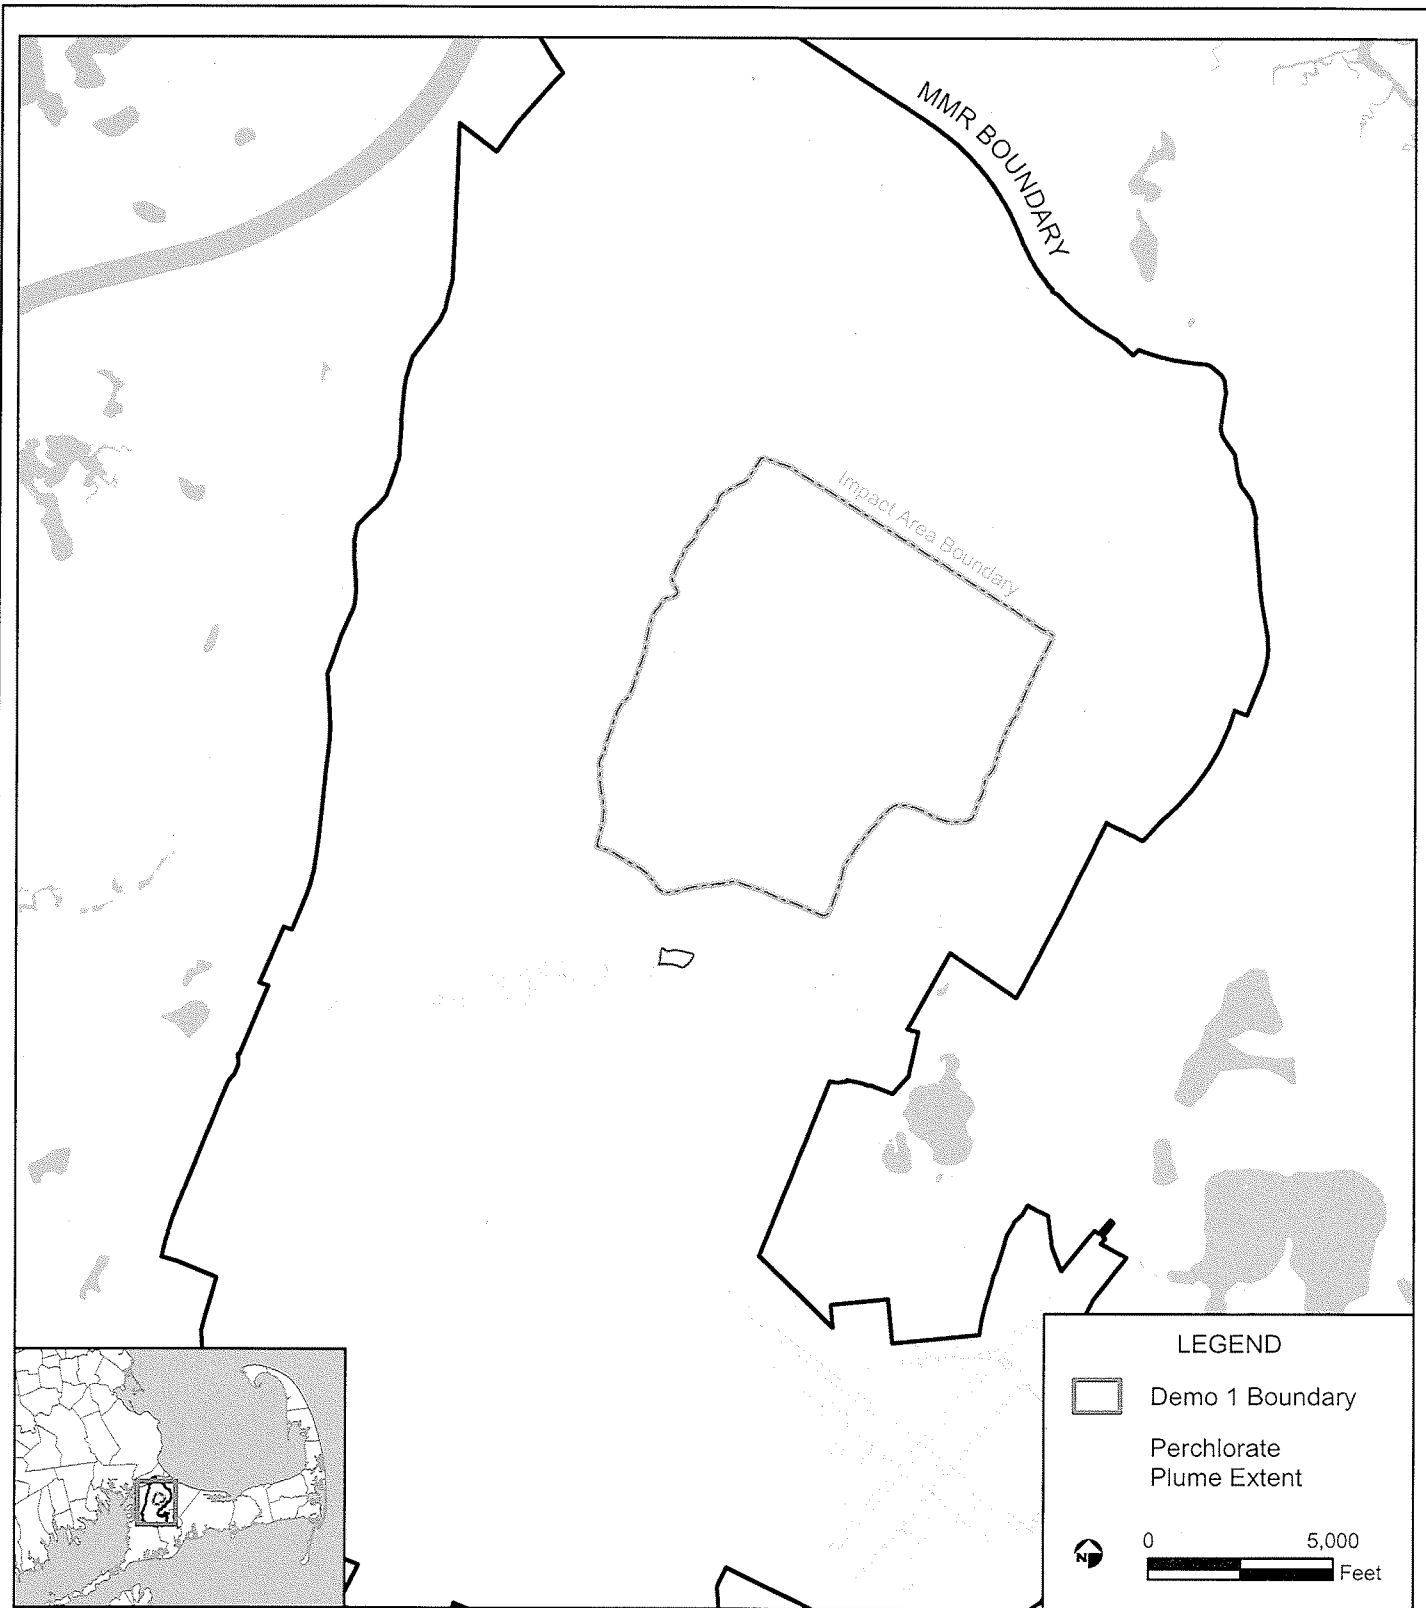 MMR BOUNDARY
Impact Area Boundary
LEGEND
Demo 1 Boundary
Perchlorate
Plume Extent
N
0 5,000
Feet